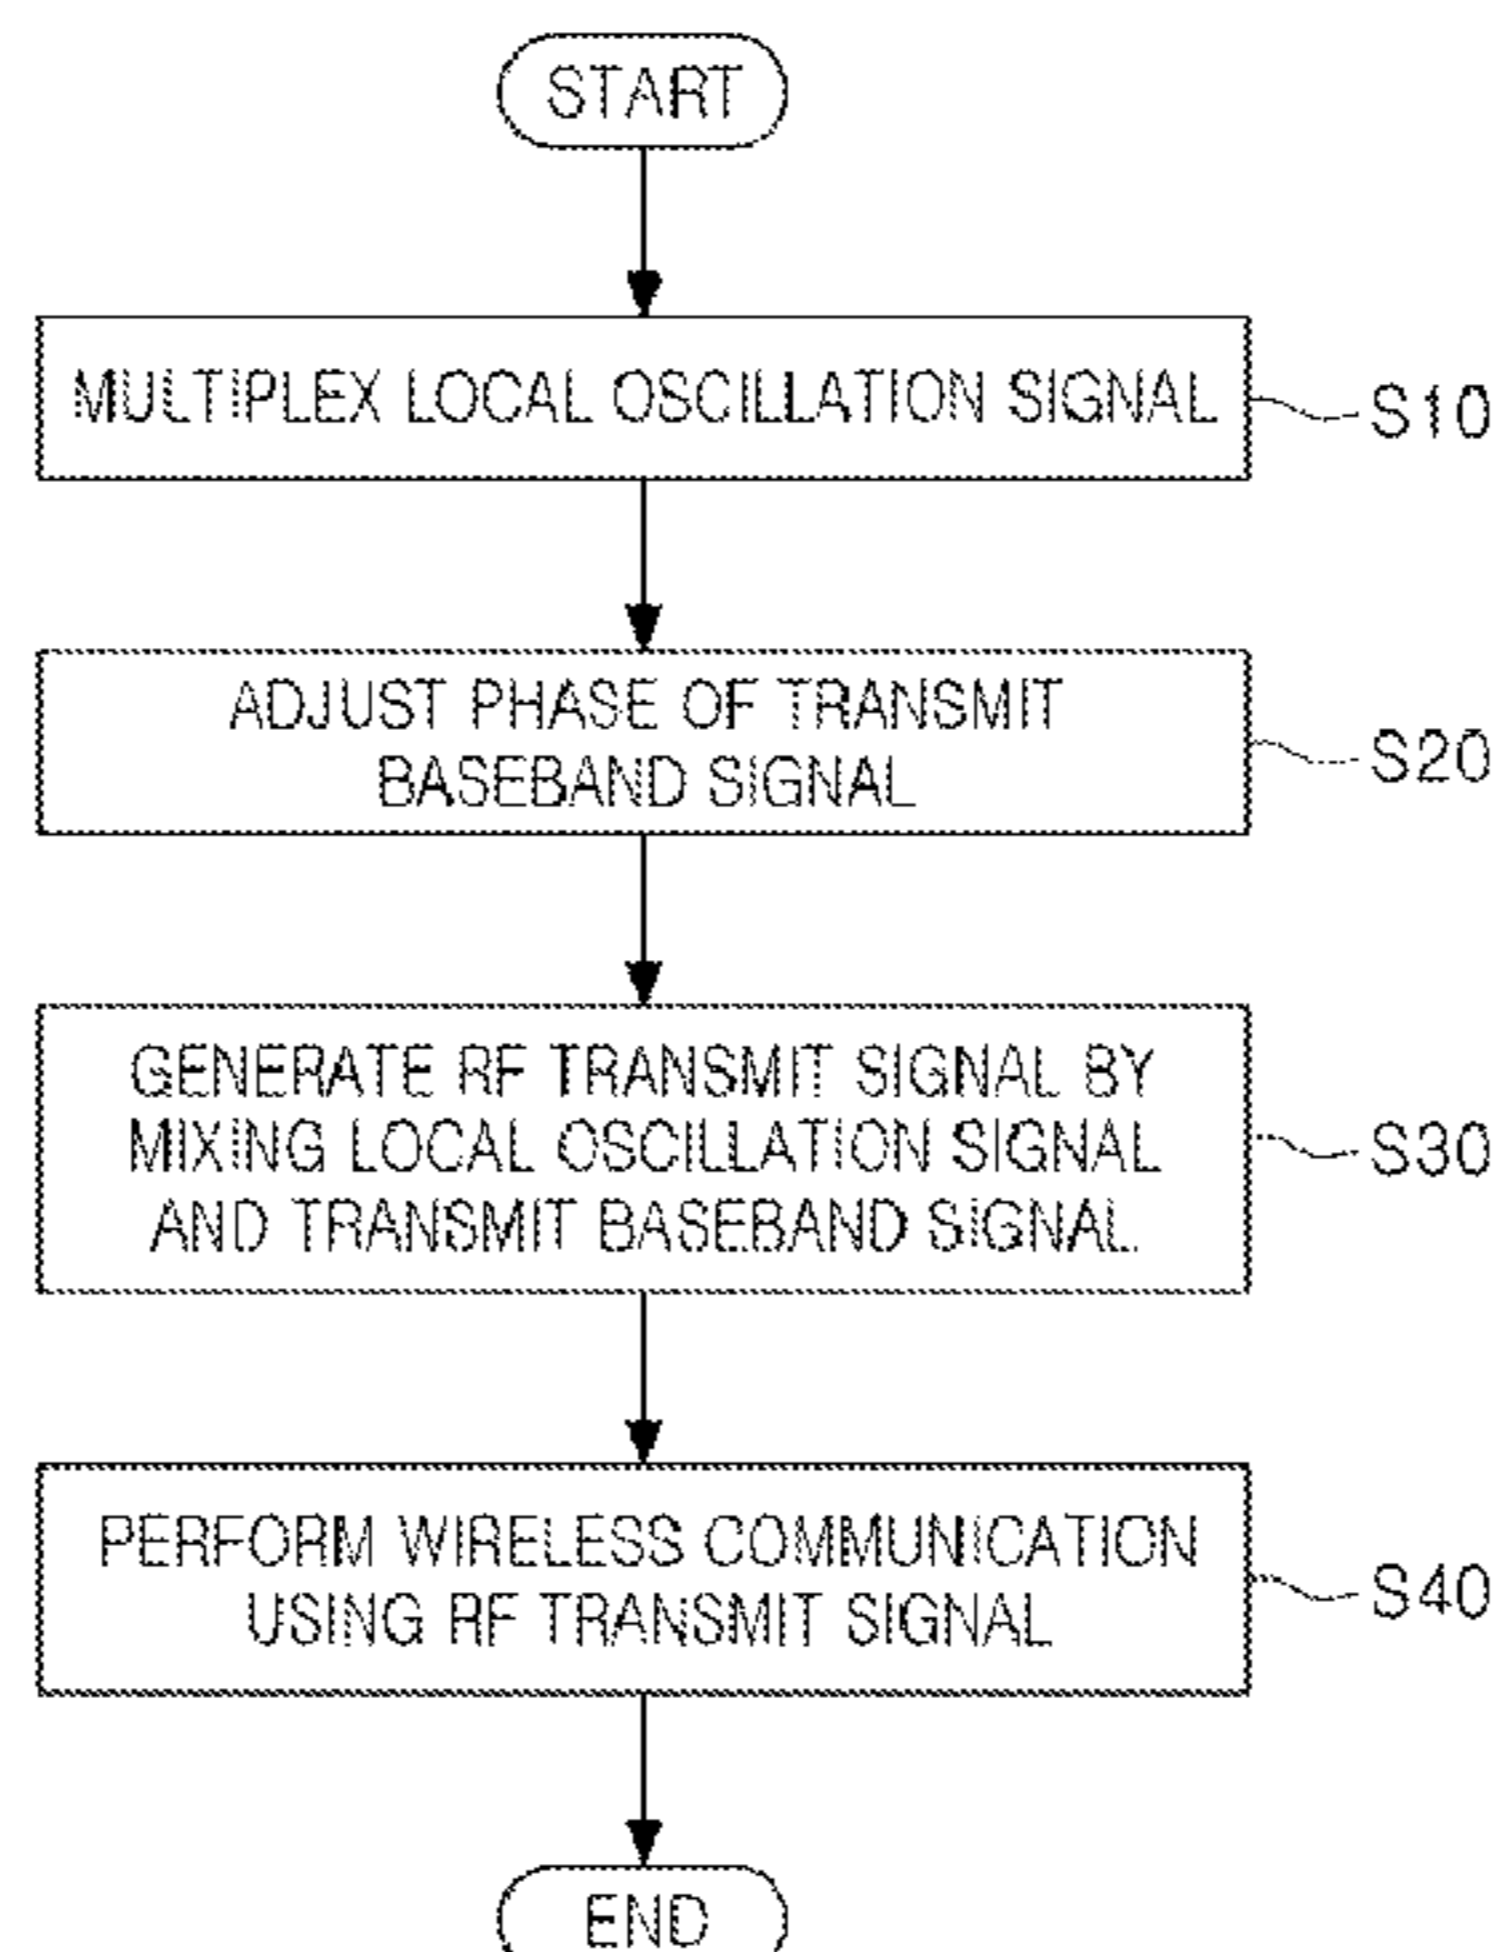 START
MULTIPLEX LOCAL OSCILLATION SIGNAL
S10
ADJUST PHASE OF TRANSMIT
BASEBAND SIGNAL
S20
GENERATE RF TRANSMIT SIGNAL BY
MIXING LOCAL OSCILLATION SIGNAL
AND TRANSMIT BASEBAND SIGNAL
S30
PERFORM WIRELESS COMMUNICATION
USING RF TRANSMIT SIGNAL
S40
END